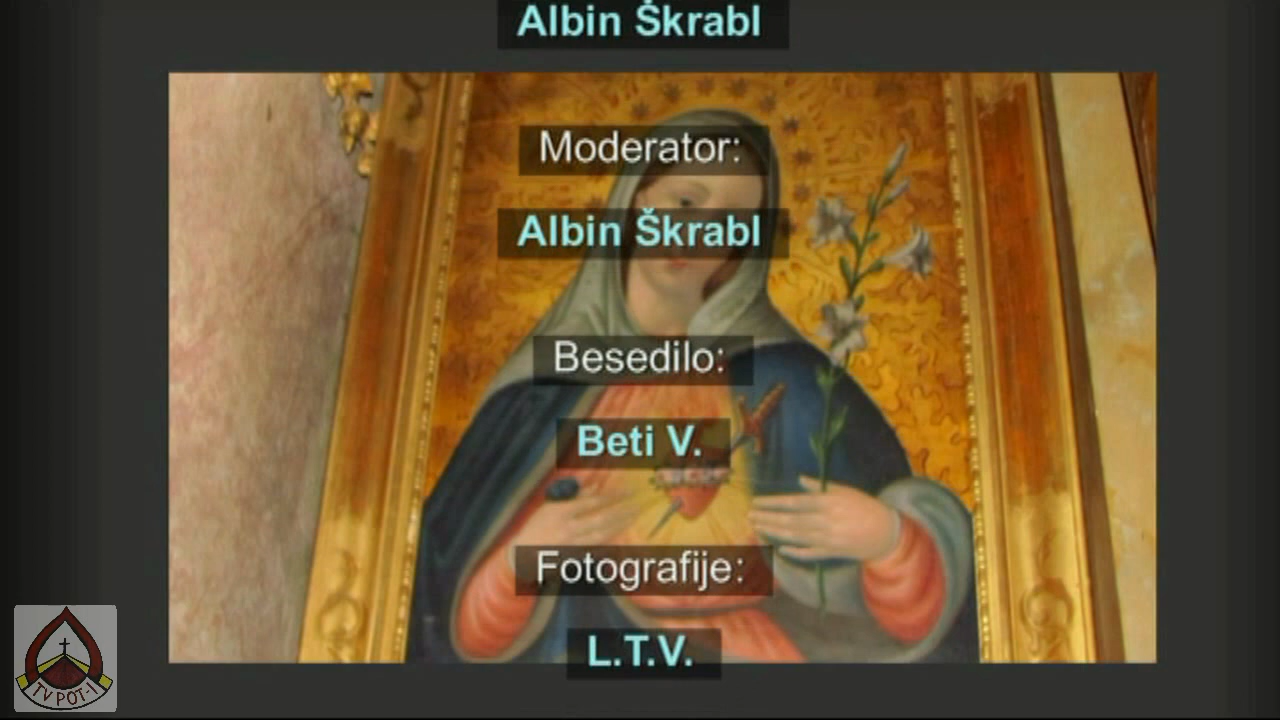 Albin Škrabl
Moderator:
Albin Škrabl
Besedilo:
Beti V.
Fotografije:
L.T.V.
TV POT-1